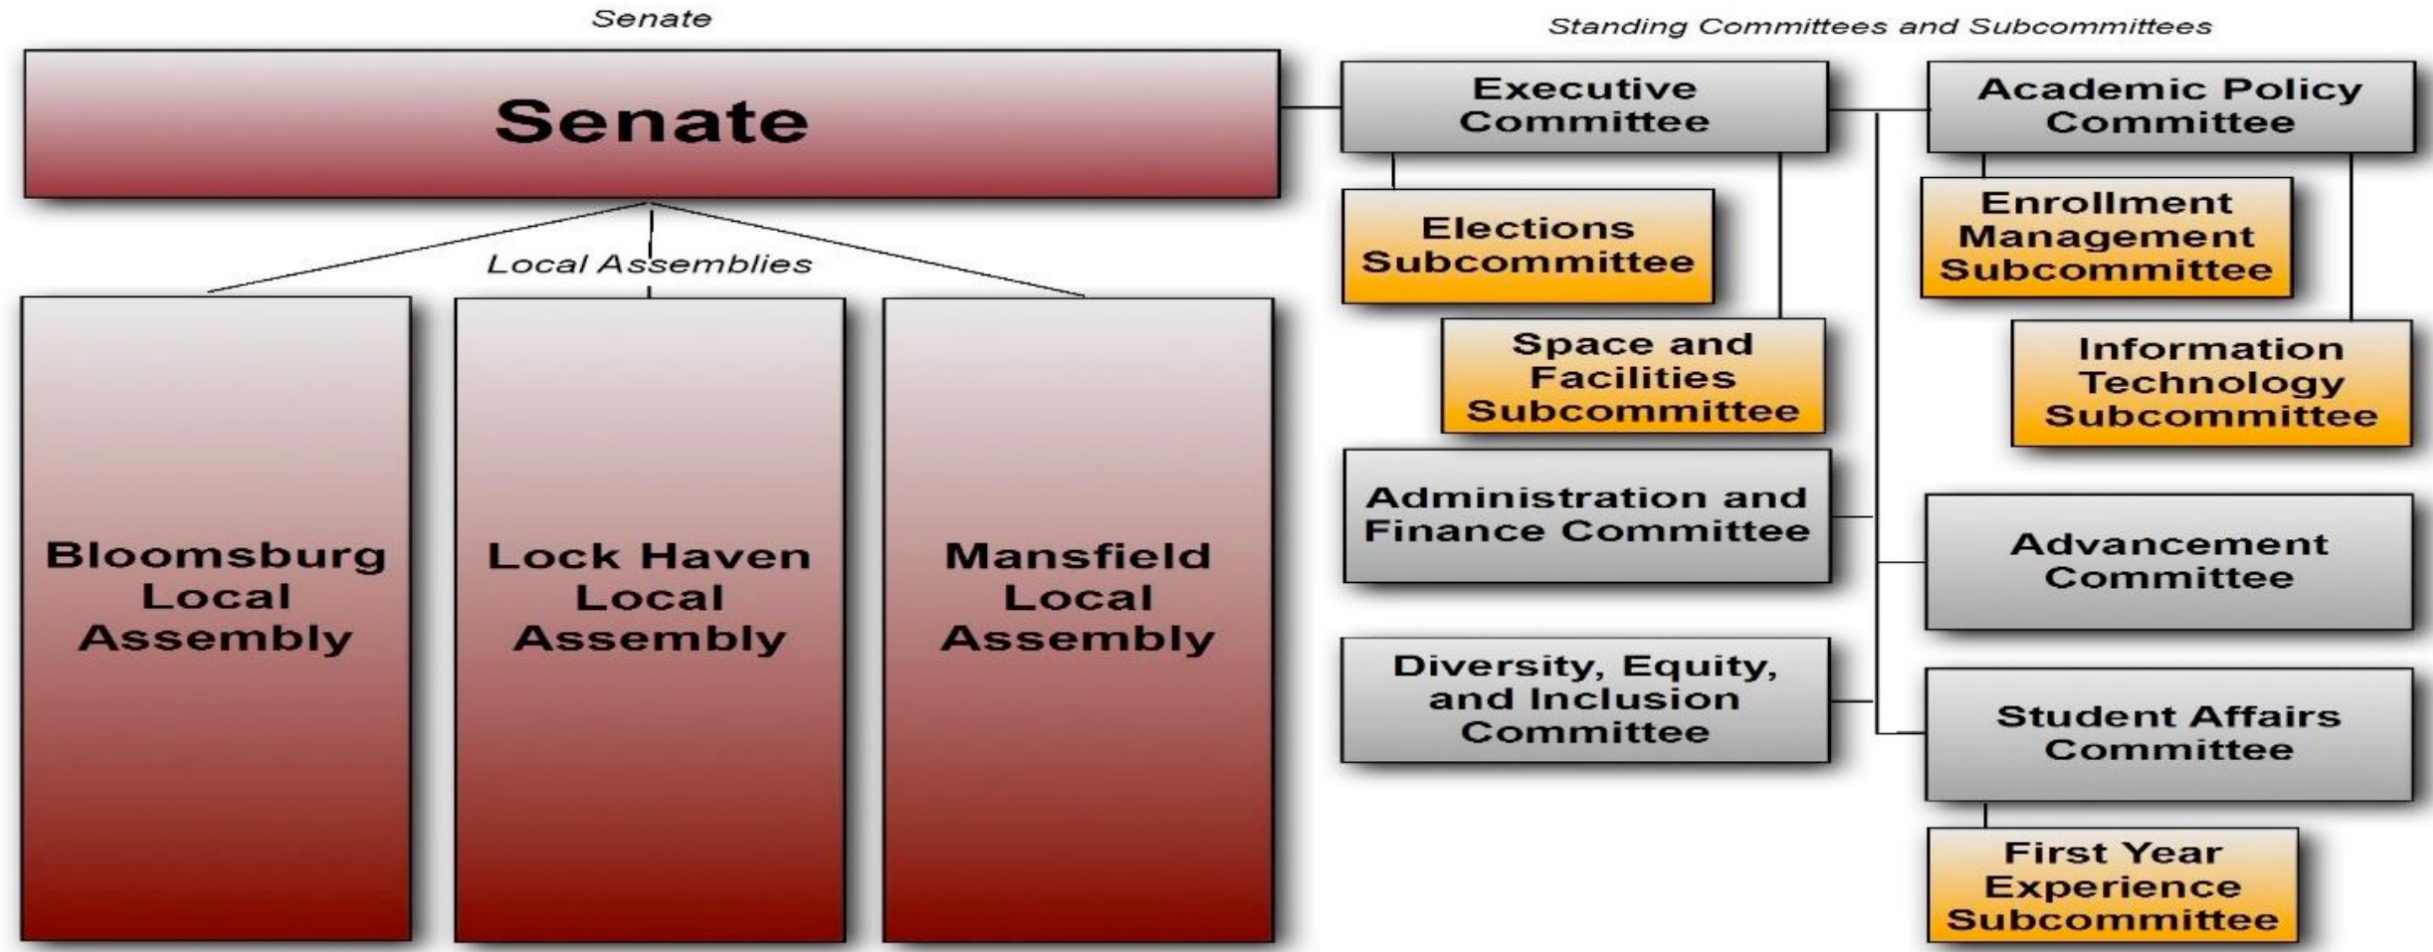 Senate
Standing Committees and Subcommittees
Senate
Executive
Committee
Academic Policy
Committee
Elections
Subcommittee
Enrollment
Management
Subcommittee
Local Assemblies
Space and
Facilities
Subcommittee
Information
Technology
Subcommittee
Bloomsburg
Local
Assembly
Lock Haven
Local
Assembly
Mansfield
Local
Assembly
Administration and
Finance Committee
Advancement
Committee
Diversity, Equity,
and Inclusion
Committee
Student Affairs
Committee
First Year
Experience
Subcommittee